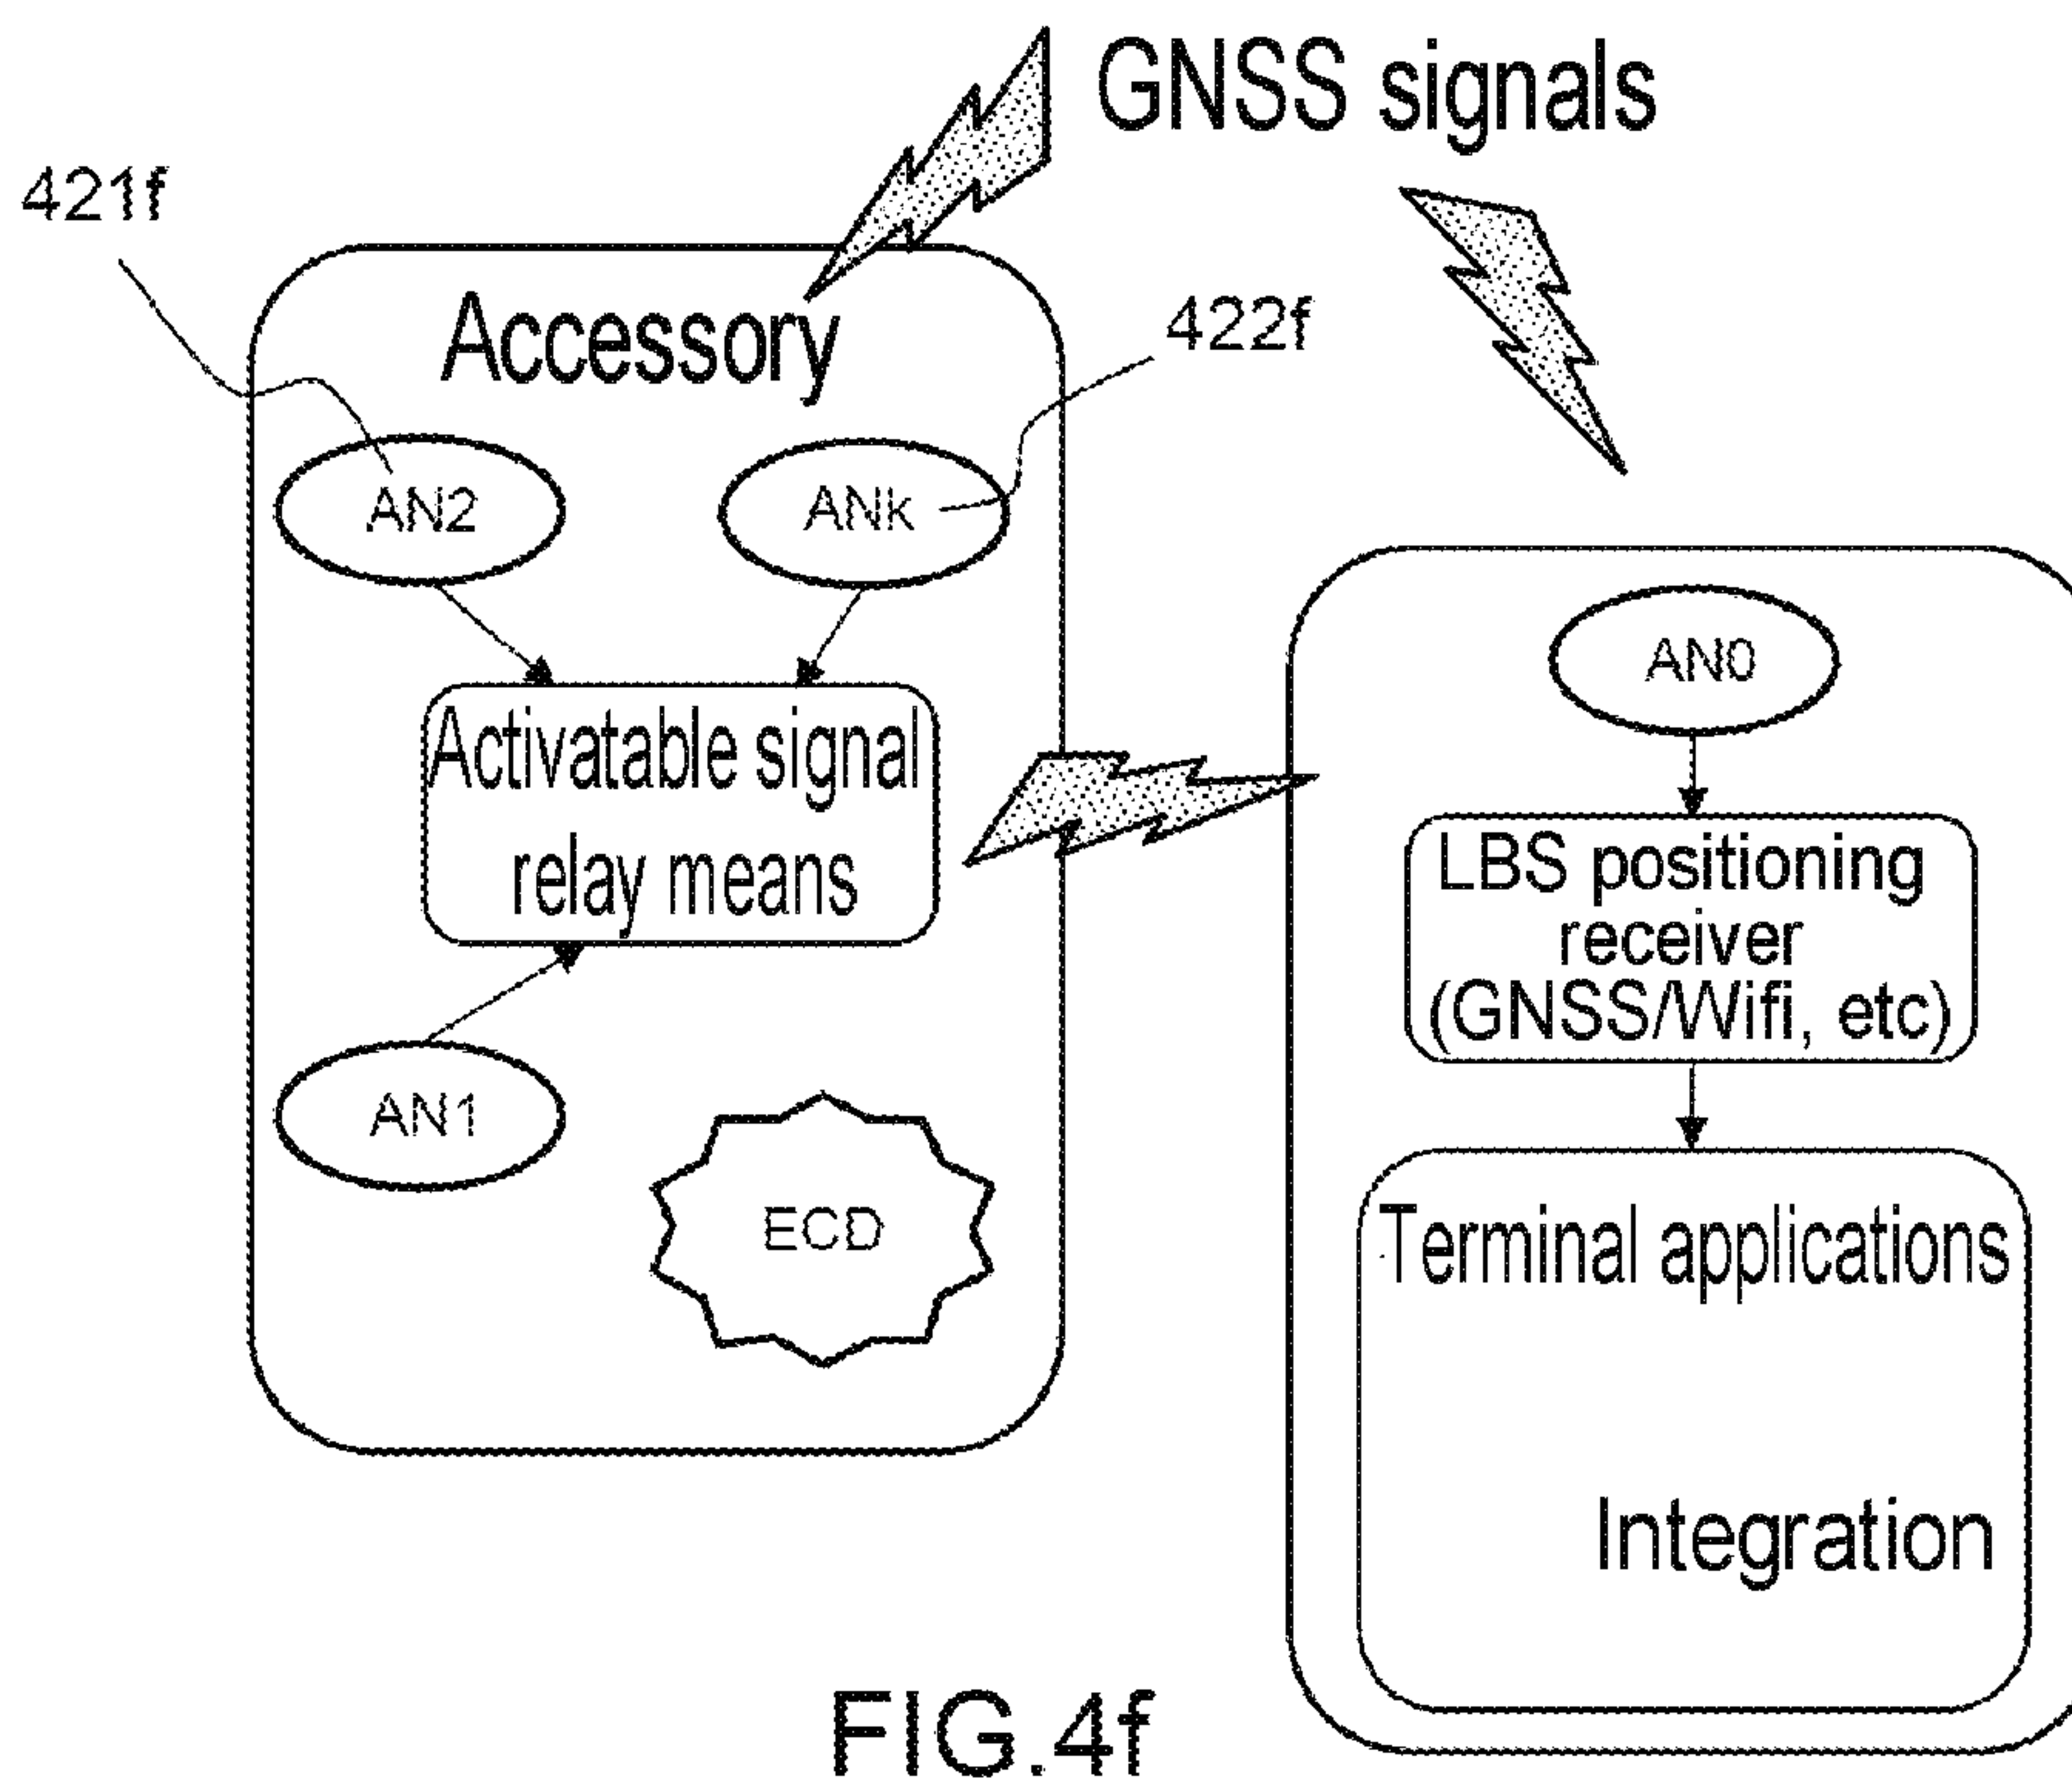 GNSS signals
421f
Accessory
422f
AN2
ANk
AN0
Activatable signal
relay means
LBS positioning
receiver
(GNSS/Wifi, etc)
AN1
ECD
Terminal applications
Integration
FIG.4f